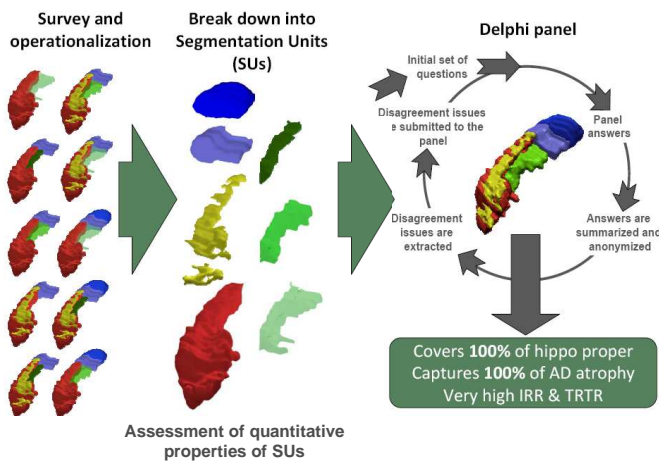 Survey and
operationalization
Break down into
Segmentation Units
(SUs)
Assessment of quantitative
properties of SUs
Delphi panel
Initial set of
questions
Panel
answers
Answers are
summarized and
anonymized
Disagreement
issues are
extracted
Disagreement issues
e submitted to the
panel
Covers 100% of hippo proper
Captures 100% of AD atrophy
Very high IRR & TRTR